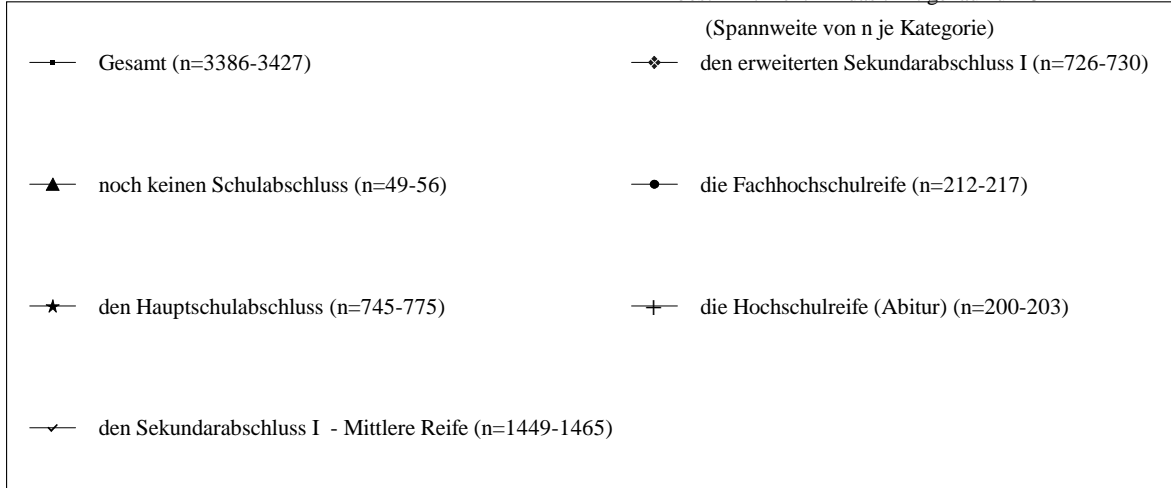 (Spannweite von n je Kategorie)
Gesamt (n=3386-3427)
den erweiterten Sekundarabschluss I (n=726-730)
noch keinen Schulabschluss (n=49-56)
die Fachhochschulreife (n=212-217)
den Hauptschulabschluss (n=745-775)
die Hochschulreife (Abitur) (n=200-203)
den Sekundarabschluss I - Mittlere Reife (n=1449-1465)